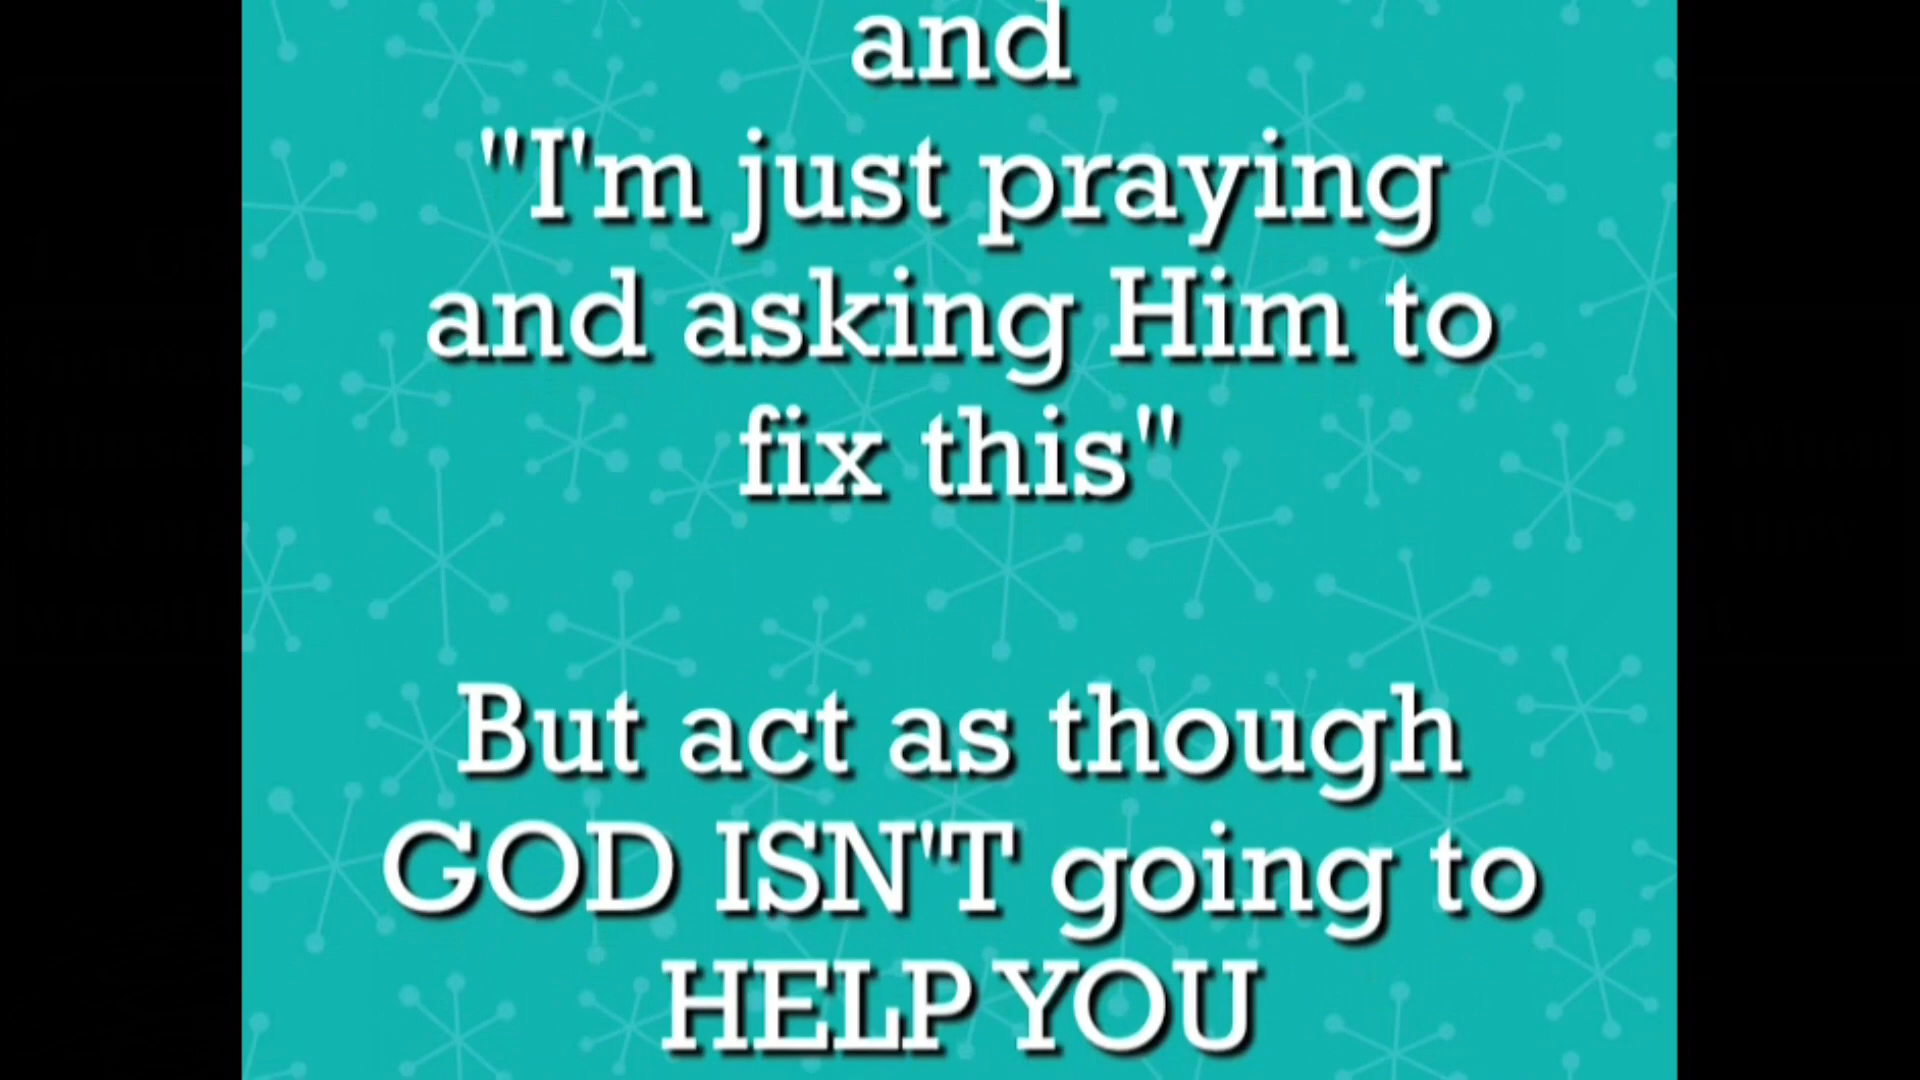 and
"I'm just praying
and asking Him to
fix this"
But act as though
GOD ISN'T going to
HELP YOU